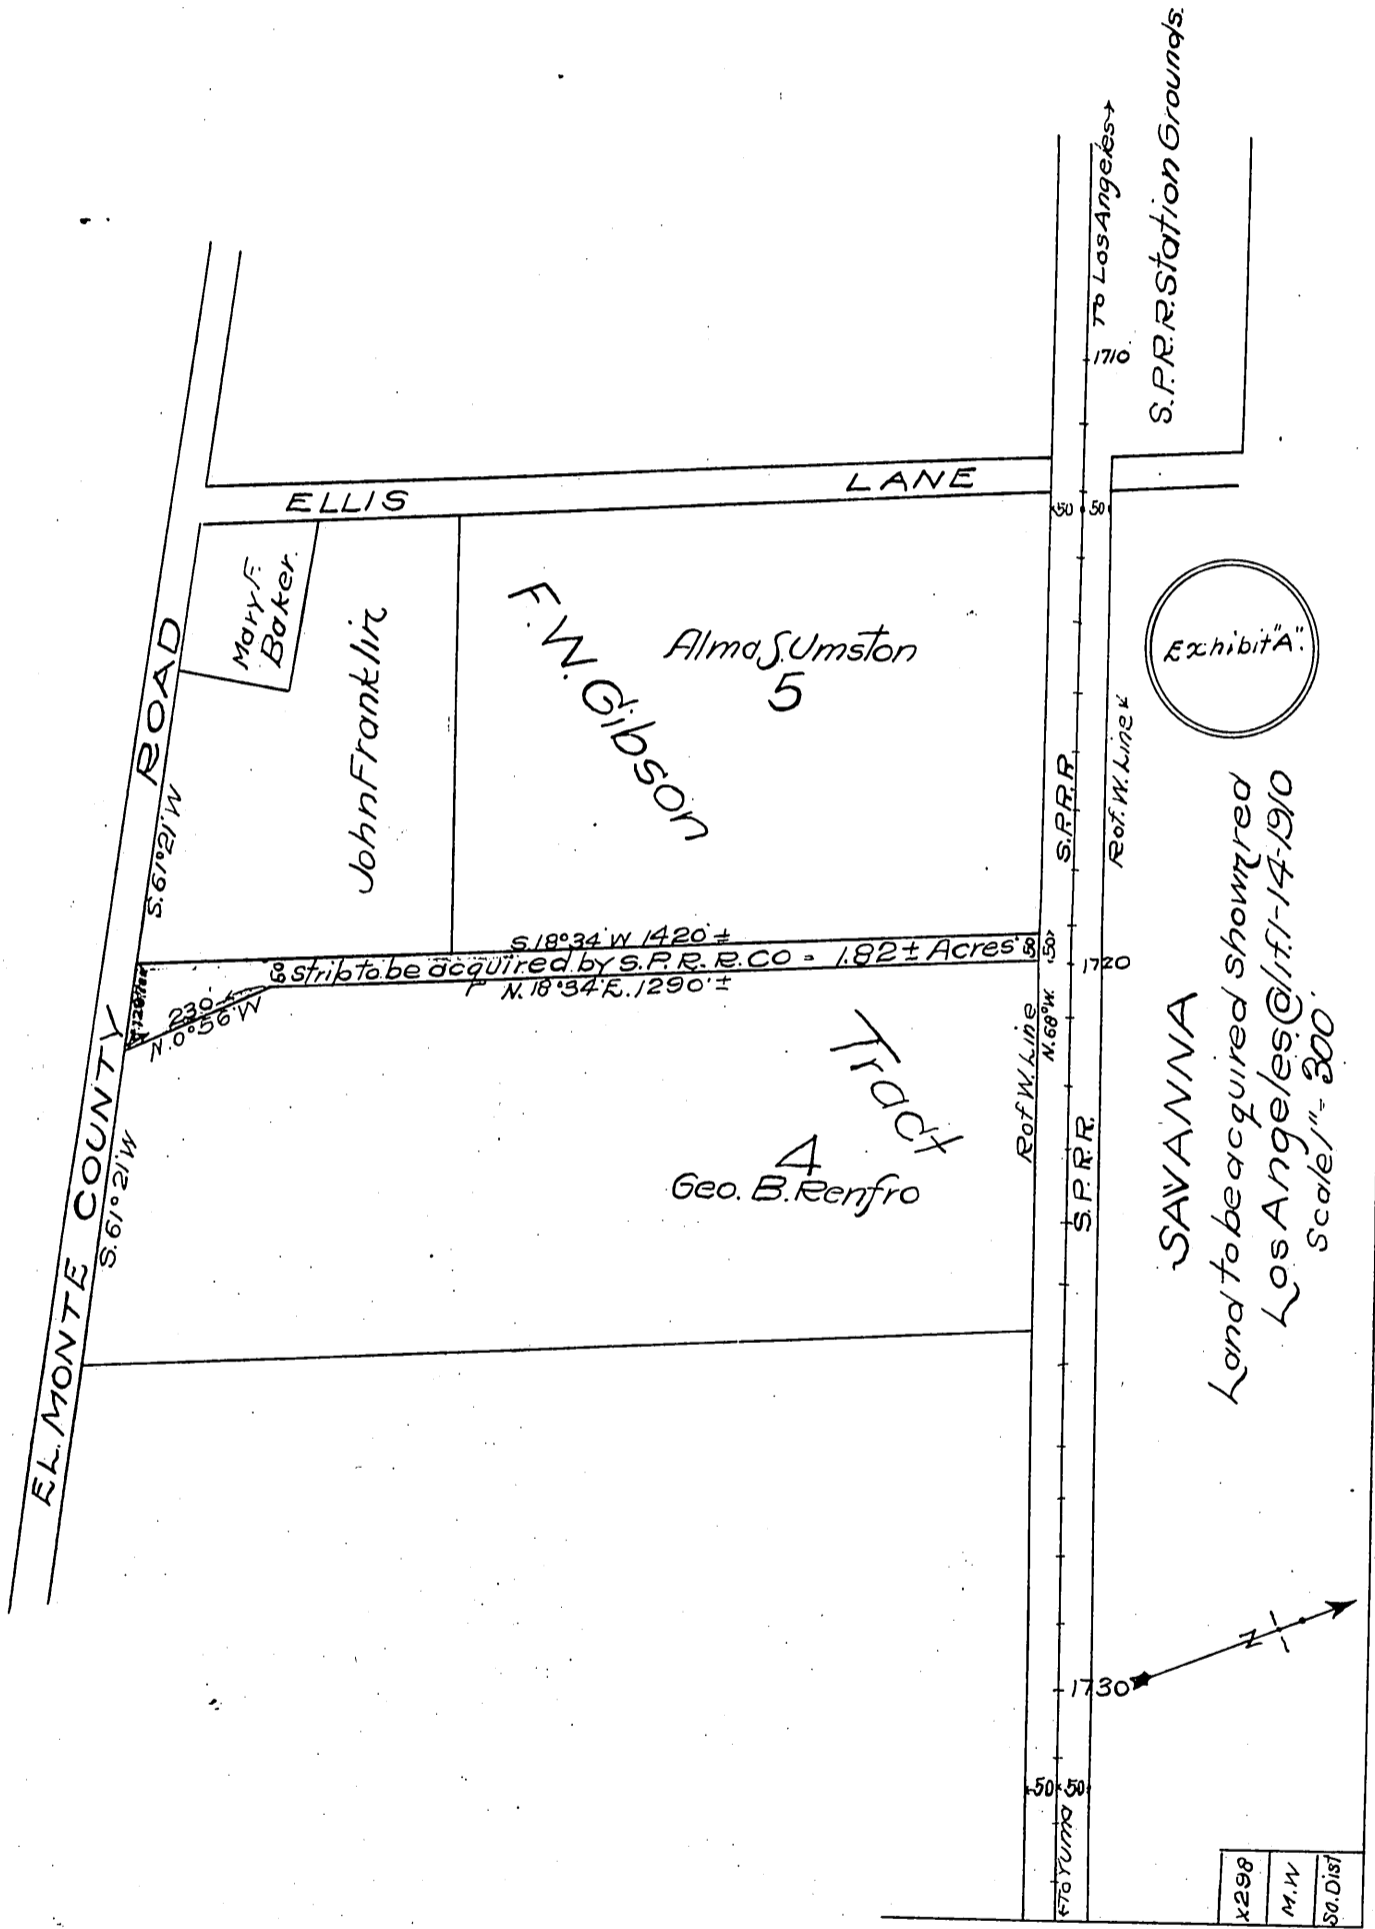 EL. MONTE COUNTY ROAD
S. 61°21' W
S. 61°21' W
ELLIS LANE
Mary F.
Baker.
John Franklin
F. W. Gibson
Tract
Alma S. Umston
5
4
Geo. B. Renfro
230
N. 0°56' W
S. 18°34' W 1420' ±
60 strip to be acquired by S. P. R. R. CO = 1.82 ± Acres
N. 18°34' E. 1290' ±
50
50
R of W. Line
N. 68° W.
S. P. R. R.
S. P. R. R.
R of. W. Line
50
50
1710.
1720
1730
To Los Angeles
S. P. R. R. Station Grounds.
50
50
To Yuma
Exhibit "A".
SAVANNA
Land to be acquired shown red
Los Angeles @l.f. 1-14-1910
Scale 1" = 300'.
N
X298
M. W
So. Dist